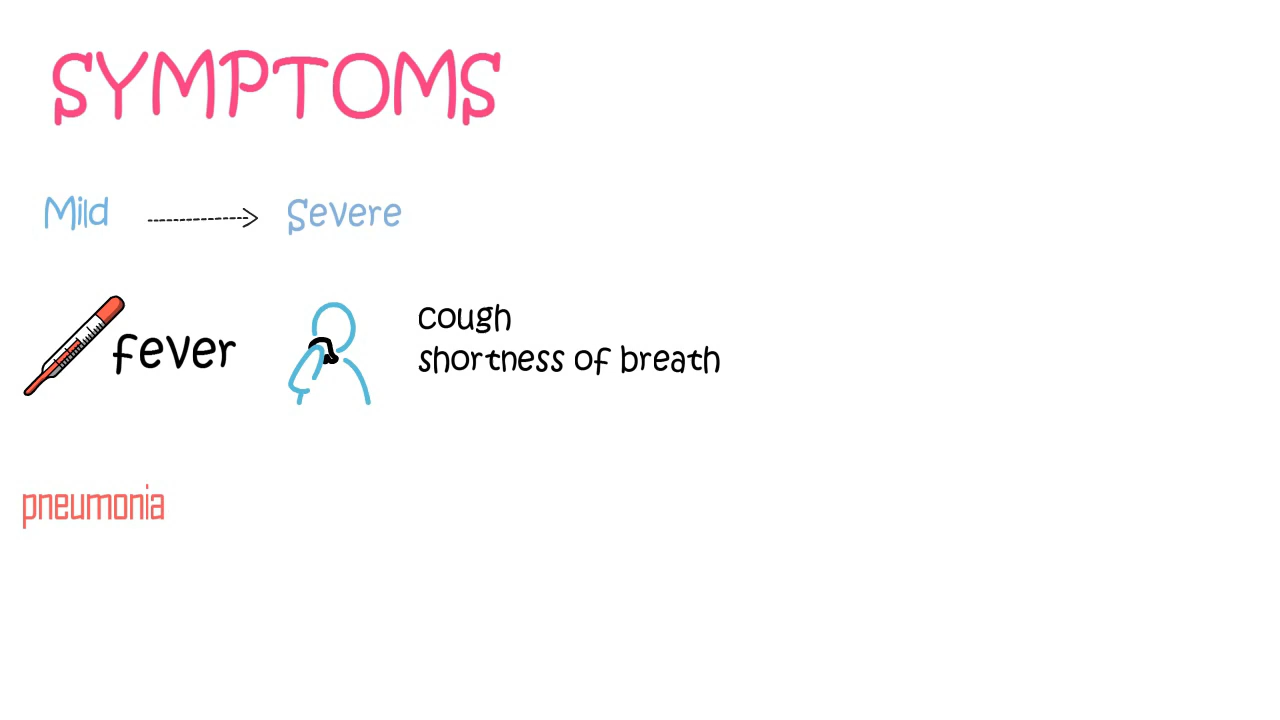 SYMPTOMS
Mild Severe
fever
cough
shortness of breath
pneumonia